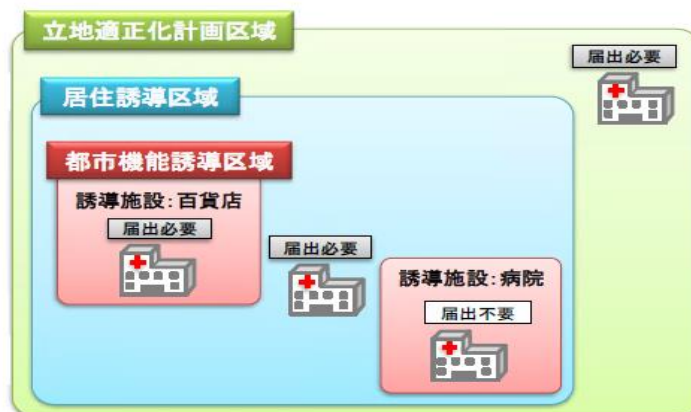 立地適正化計画区域
届出必要
居住誘導区域
都市機能誘導区域
誘導施設:百貨店
届出必要
届出必要
誘導施設:病院
届出不要